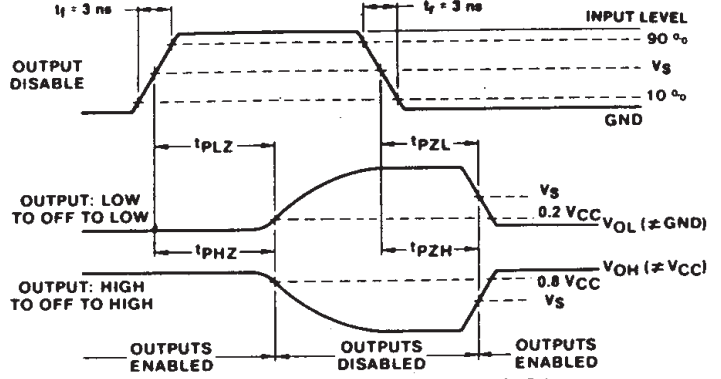 tr = 3 ns
tf = 3 ns
INPUT LEVEL
90 %
OUTPUT
DISABLE
VS
10 %
GND
tPLZ
tPZL
OUTPUT: LOW
TO OFF TO LOW
VS
0.2 VCC
VOL (≠GND)
tPHZ
tPZH
OUTPUT: HIGH
TO OFF TO HIGH
VOH (≠VCC)
0.8 VCC
VS
OUTPUTS
ENABLED
OUTPUTS
DISABLED
OUTPUTS
ENABLED